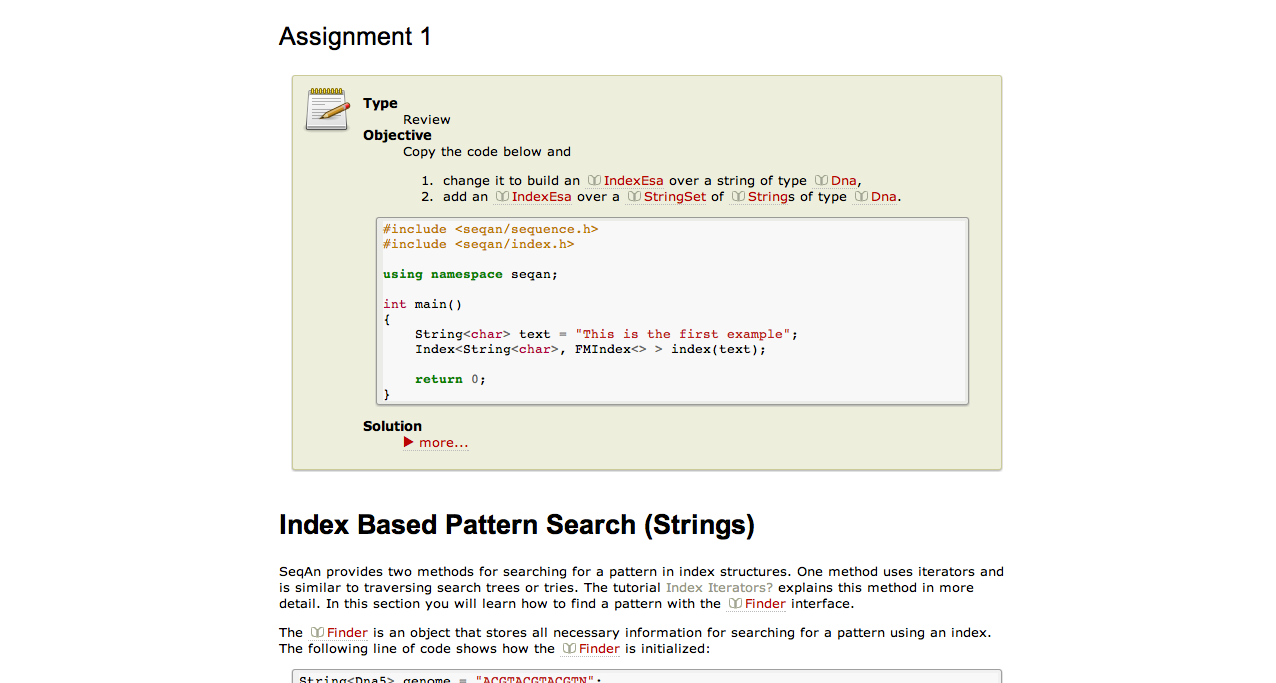 Assignment 1
Type
Review
Objective
Copy the code below and
1. change it to build an IndexEsa over a string of type Dna,
2. add an IndexEsa over a StringSet of Strings of type Dna.
#include <seqan/sequence.h>
#include <seqan/index.h>
using namespace seqan;
int main()
{
    String<char> text = "This is the first example";
    Index<String<char>, FMIndex<> > index(text);
    return 0;
}
Solution
more...
Index Based Pattern Search (Strings)
SeqAn provides two methods for searching for a pattern in index structures. One method uses iterators and
is similar to traversing search trees or tries. The tutorial Index Iterators? explains this method in more
detail. In this section you will learn how to find a pattern with the Finder interface.
The Finder is an object that stores all necessary information for searching for a pattern using an index.
The following line of code shows how the Finder is initialized:
String<Dna5> genome = "ACGTACGTACGTN";